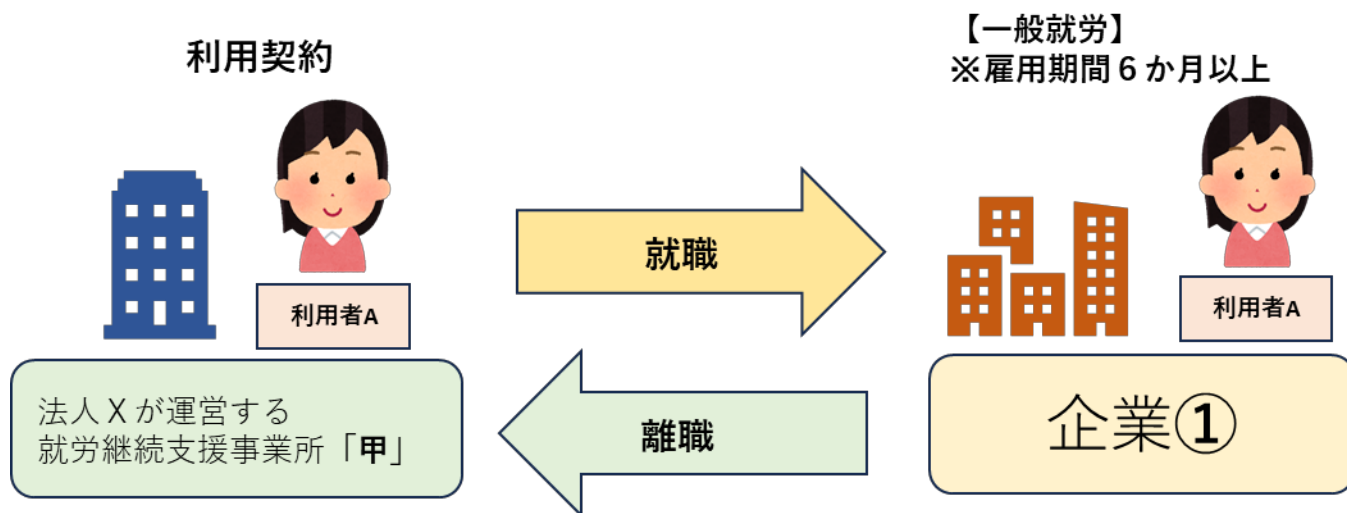 利用契約
【一般就労】
※雇用期間６か月以上
就職
利用者A
利用者A
法人Ｘが運営する
就労継続支援事業所「甲」
離職
企業①